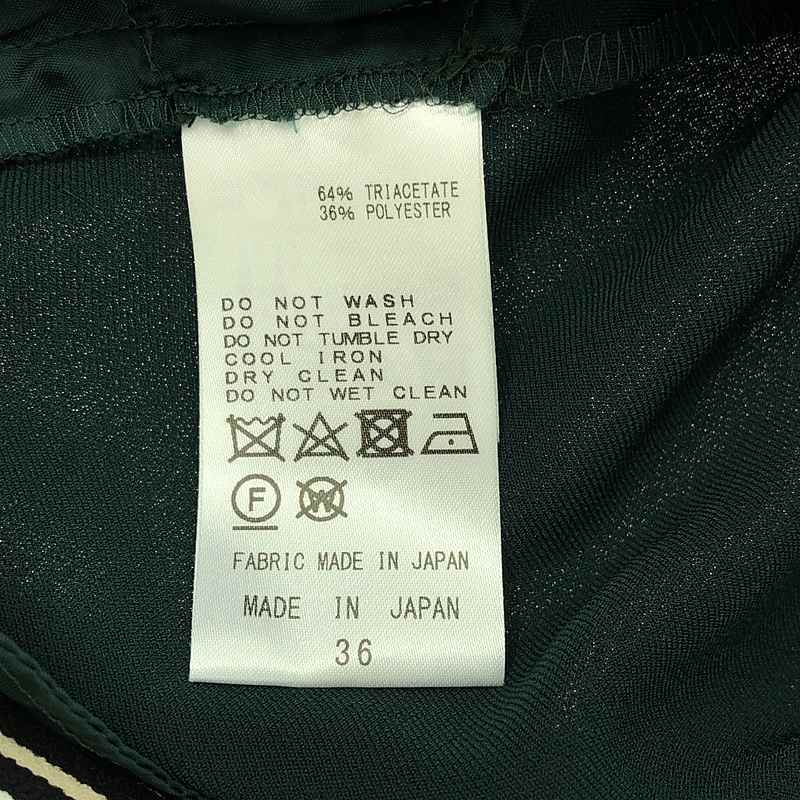 64% TRIACETATE
36% POLYESTER
DO NOT WASH
DO NOT BLEACH
DO NOT TUMBLE DRY
COOL IRON
DRY CLEAN
DO NOT WET CLEAN
F W
FABRIC MADE IN JAPAN
MADE IN JAPAN
36